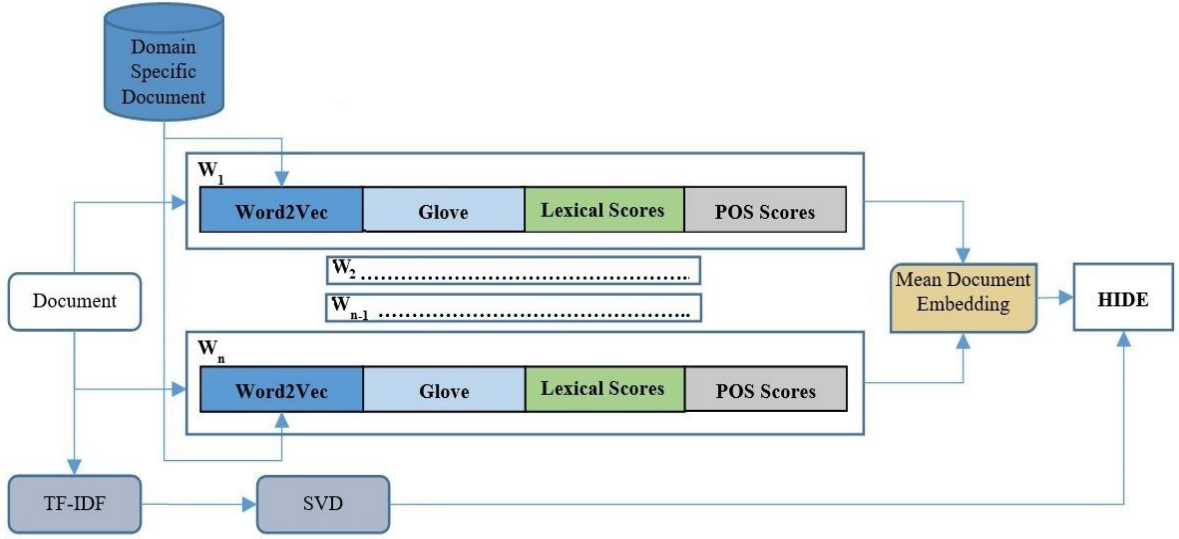 Domain
Specific
Document
W1
Word2Vec Glove Lexical Scores POS Scores
W2 ..........................................................
Document
Mean Document
Embedding
HIDE
Wn-1 ......................................................
Wn
Word2Vec Glove Lexical Scores POS Scores
TF-IDF
SVD